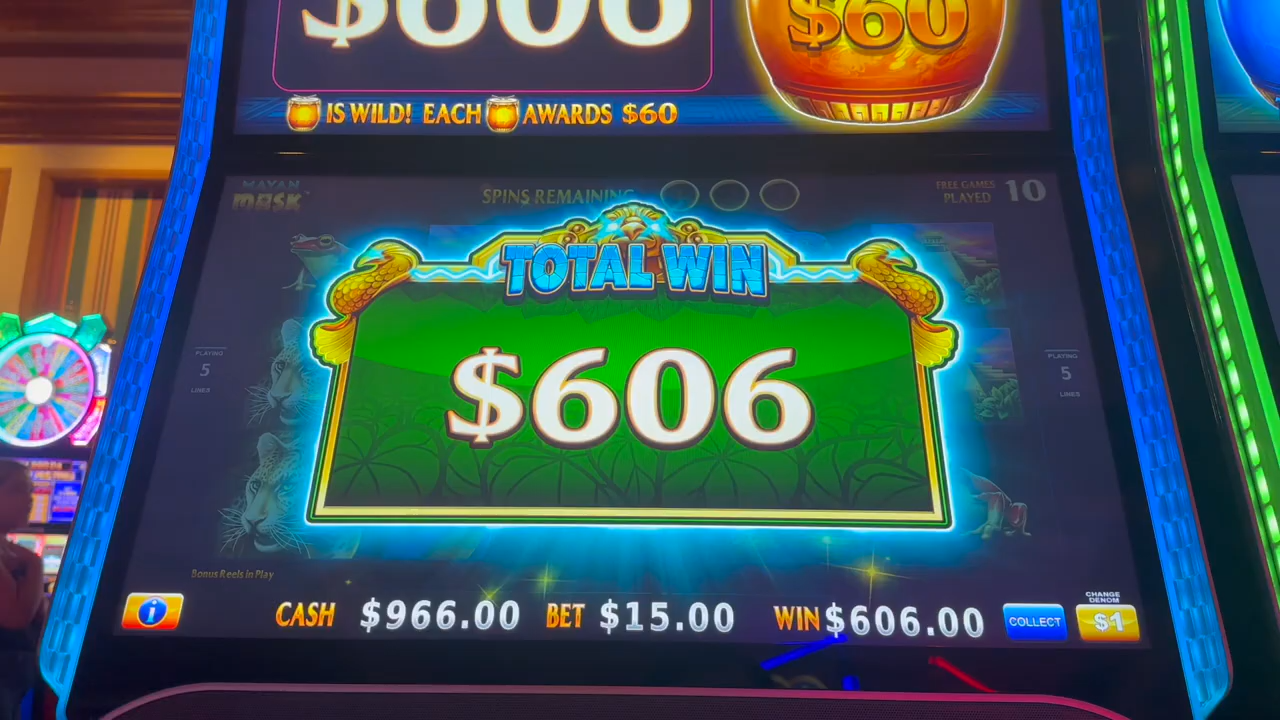 $606
$60
IS WILD! EACH AWARDS $60
MAYAN
MASK
SPINS REMAINING
FREE GAMES
PLAYED 10
TOTAL WIN
$606
PLAYING
5
LINES
PLAYING
5
LINES
Bonus Reels in Play
CASH $966.00 BET $15.00 WIN $606.00
COLLECT
CHANGE
DENOM
$1